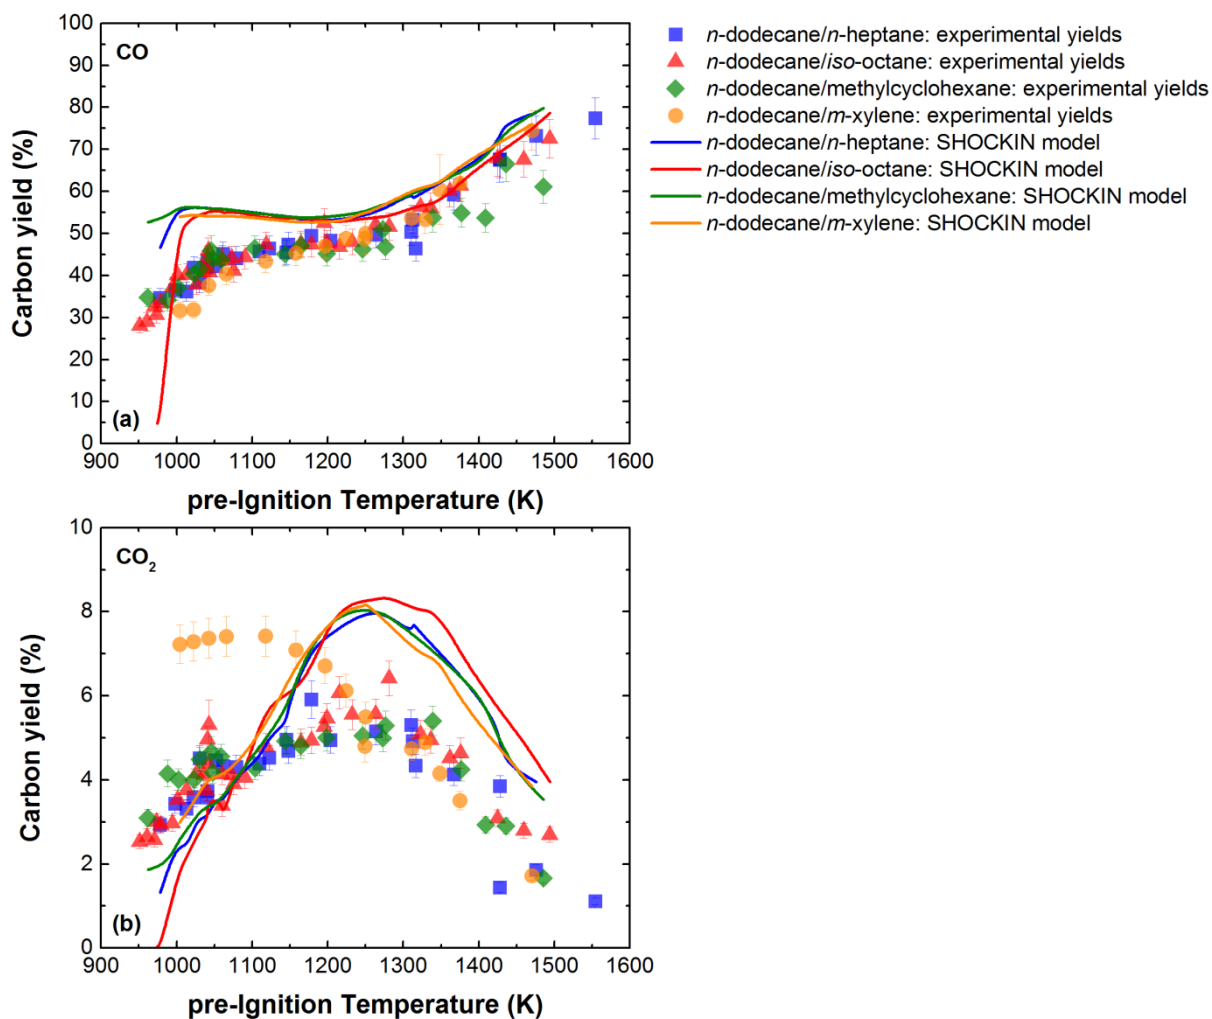 100
90
80
70
60
50
40
30
20
10
0
CO
(a)
Carbon yield (%)
900 1000 1100 1200 1300 1400 1500 1600
pre-Ignition Temperature (K)
n-dodecane/n-heptane: experimental yields
n-dodecane/iso-octane: experimental yields
n-dodecane/methylcyclohexane: experimental yields
n-dodecane/m-xylene: experimental yields
n-dodecane/n-heptane: SHOCKIN model
n-dodecane/iso-octane: SHOCKIN model
n-dodecane/methylcyclohexane: SHOCKIN model
n-dodecane/m-xylene: SHOCKIN model
10
8
6
4
2
0
CO₂
(b)
Carbon yield (%)
900 1000 1100 1200 1300 1400 1500 1600
pre-Ignition Temperature (K)